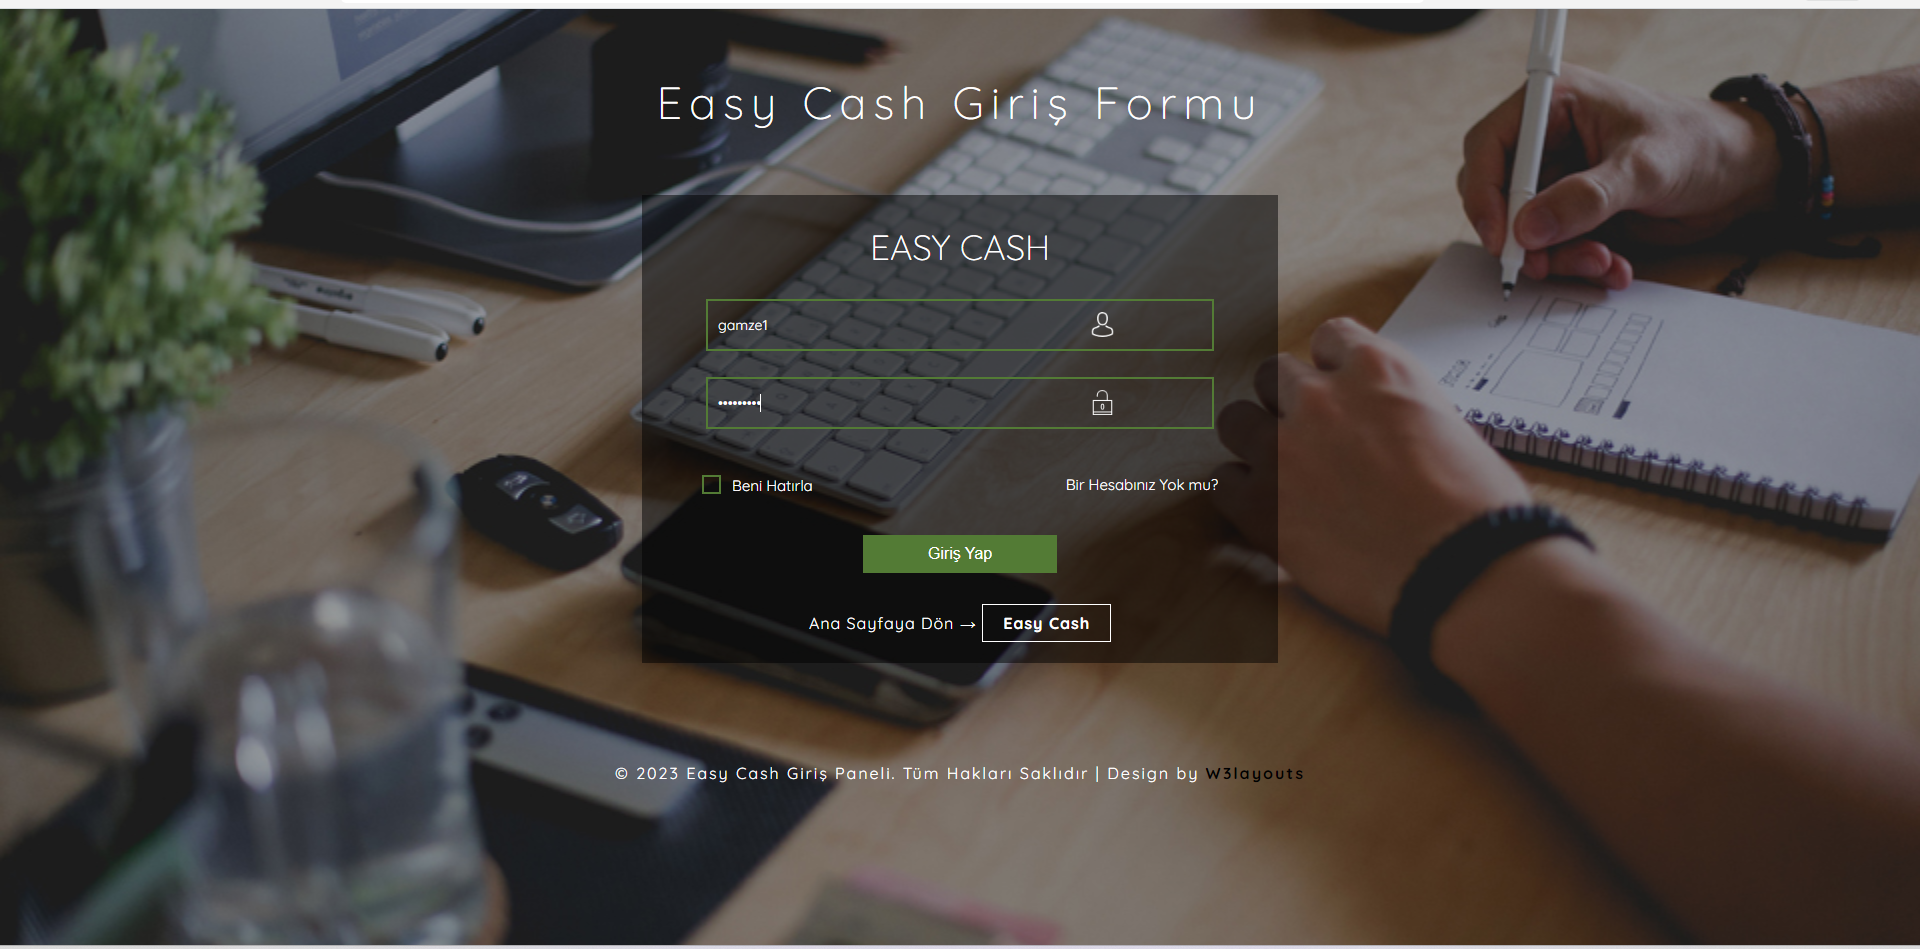 Easy Cash Giriş Formu
EASY CASH
gamze1
•••••••••
Beni Hatırla
Bir Hesabınız Yok mu?
Giriş Yap
Ana Sayfaya Dön → Easy Cash
© 2023 Easy Cash Giriş Paneli. Tüm Hakları Saklıdır | Design by W3layouts